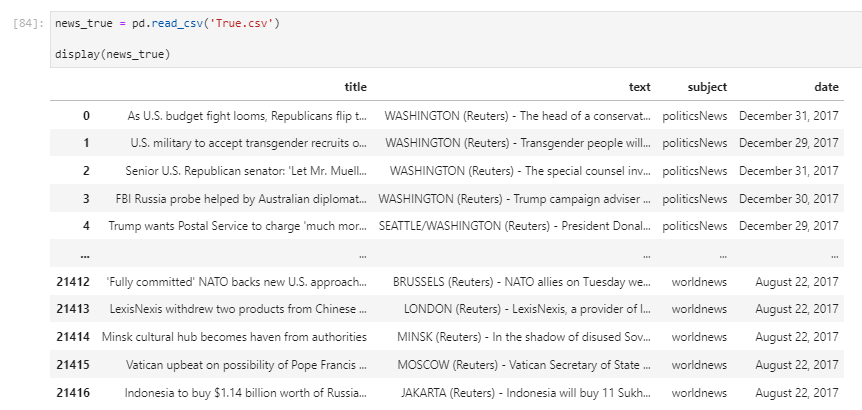 [84]: news_true = pd.read_csv('True.csv')
display(news_true)
title text subject date
0 As U.S. budget fight looms, Republicans flip t... WASHINGTON (Reuters) - The head of a conservat... politicsNews December 31, 2017
1 U.S. military to accept transgender recruits o... WASHINGTON (Reuters) - Transgender people will... politicsNews December 29, 2017
2 Senior U.S. Republican senator: 'Let Mr. Muell... WASHINGTON (Reuters) - The special counsel inv... politicsNews December 31, 2017
3 FBI Russia probe helped by Australian diplomat... WASHINGTON (Reuters) - Trump campaign adviser ... politicsNews December 30, 2017
4 Trump wants Postal Service to charge 'much mor... SEATTLE/WASHINGTON (Reuters) - President Donal... politicsNews December 29, 2017
... ... ... ... ...
21412 'Fully committed' NATO backs new U.S. approach... BRUSSELS (Reuters) - NATO allies on Tuesday we... worldnews August 22, 2017
21413 LexisNexis withdrew two products from Chinese ... LONDON (Reuters) - LexisNexis, a provider of l... worldnews August 22, 2017
21414 Minsk cultural hub becomes haven from authorities MINSK (Reuters) - In the shadow of disused Sov... worldnews August 22, 2017
21415 Vatican upbeat on possibility of Pope Francis ... MOSCOW (Reuters) - Vatican Secretary of State ... worldnews August 22, 2017
21416 Indonesia to buy $1.14 billion worth of Russia... JAKARTA (Reuters) - Indonesia will buy 11 Sukh... worldnews August 22, 2017